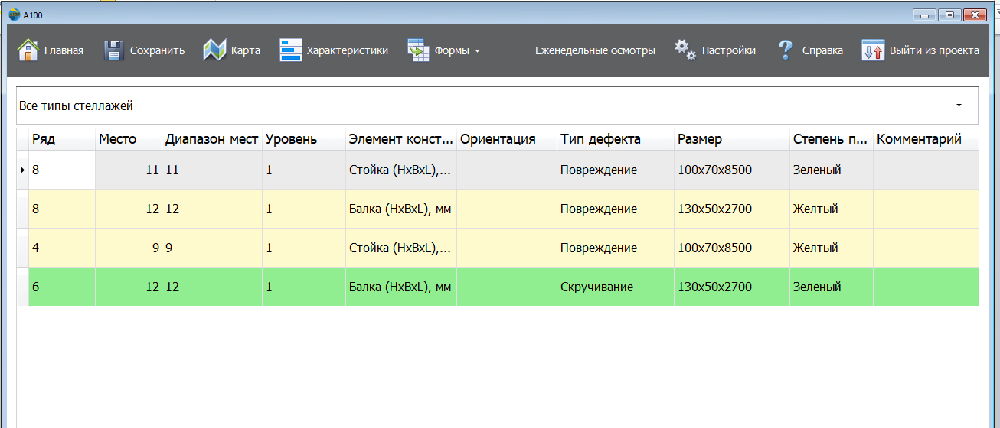 A100
Главная Сохранить Карта Характеристики Формы Еженедельные осмотры Настройки Справка Выйти из проекта
Все типы стеллажей
Ряд Место Диапазон мест Уровень Элемент конст... Ориентация Тип дефекта Размер Степень п... Комментарий
8 11 11 1 Стойка (HxBxL),... Повреждение 100x70x8500 Зеленый
8 12 12 1 Балка (HxBxL), мм Повреждение 130x50x2700 Желтый
4 9 9 1 Стойка (HxBxL),... Повреждение 100x70x8500 Желтый
6 12 12 1 Балка (HxBxL), мм Скручивание 130x50x2700 Зеленый